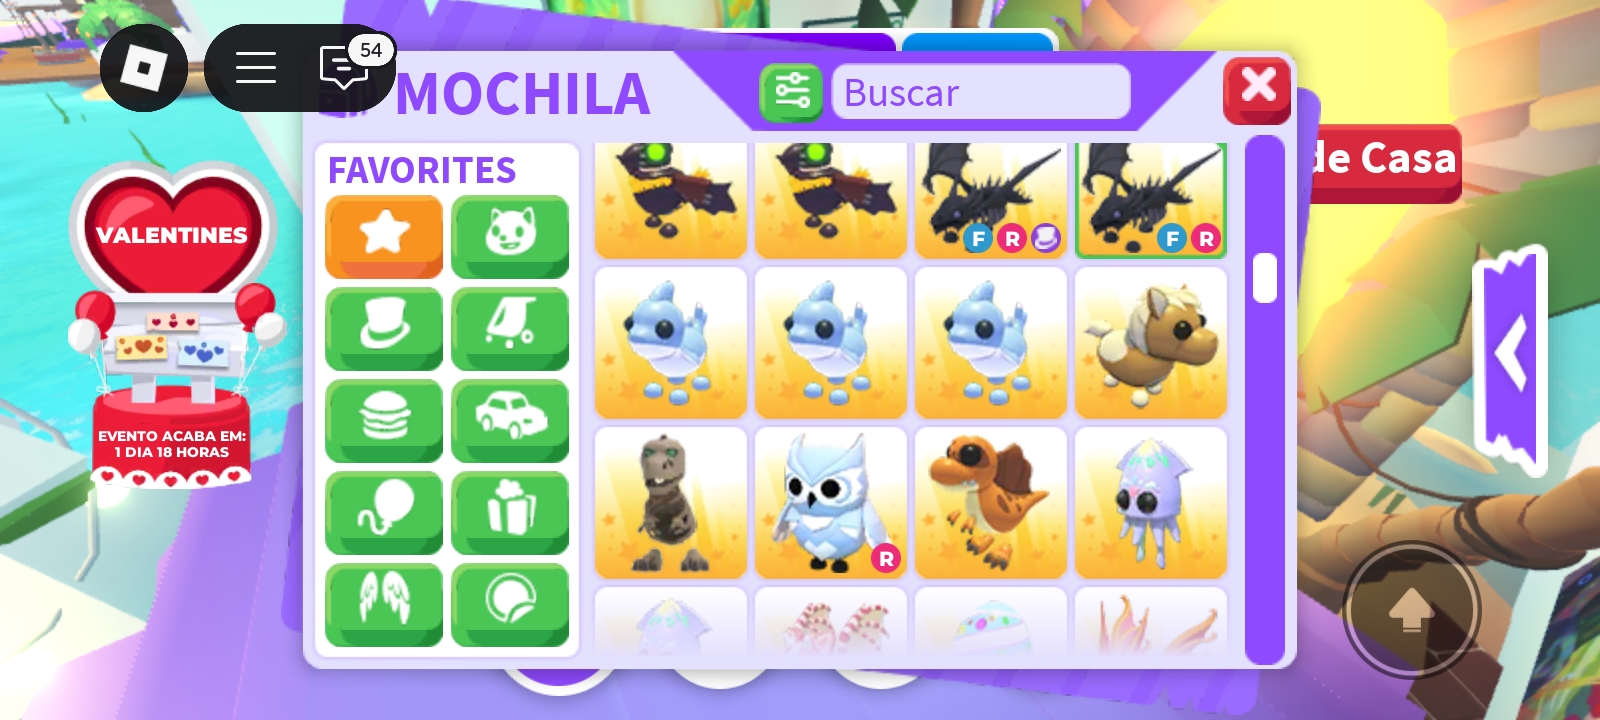 54
MOCHILA
Buscar
de Casa
FAVORITES
VALENTINES
F
R
F
R
EVENTO ACABA EM:
1 DIA 18 HORAS
R